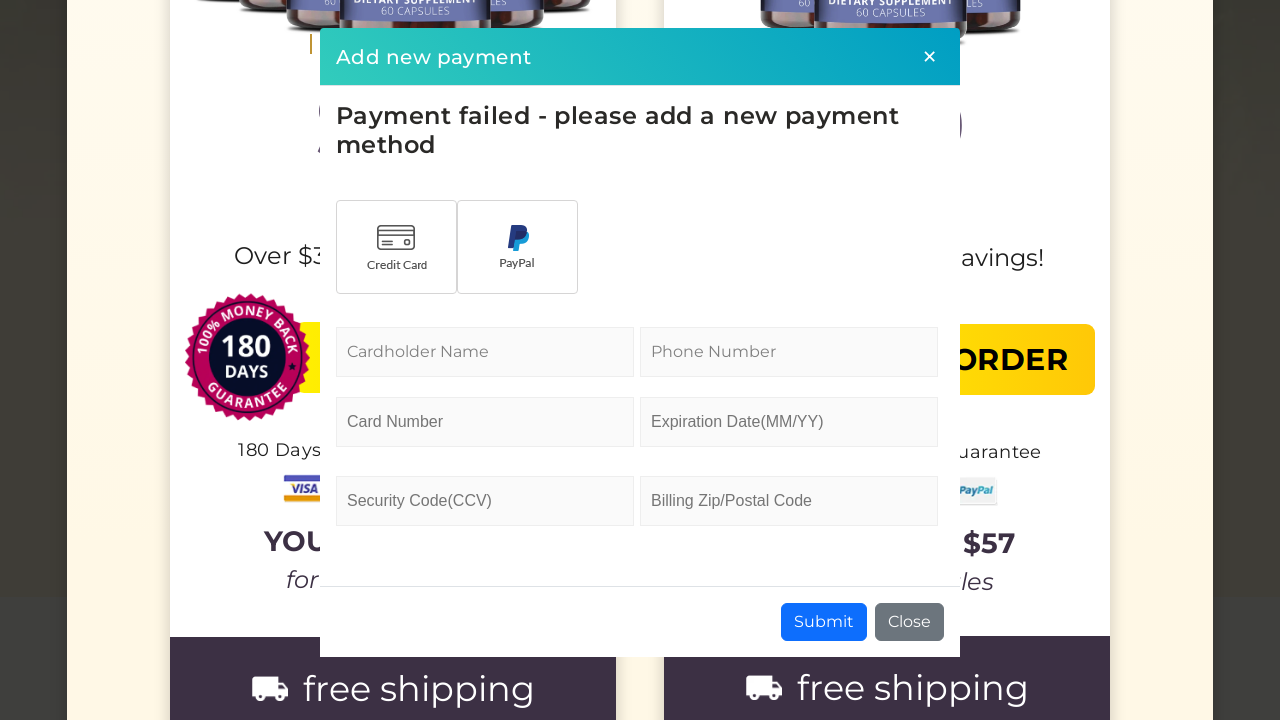 DIETARY SUPPLEMENT
60 CAPSULES
60
LES
DIETARY SUPPLEMENT
60 CAPSULES
Add new payment
×
Payment failed - please add a new payment
method
Credit Card
PayPal
Over $3
avings!
100% MONEY BACK
180
DAYS
GUARANTEE
ORDER
Cardholder Name
Phone Number
Card Number
Expiration Date(MM/YY)
180 Days
uarantee
VISA
PayPal
Security Code(CCV)
Billing Zip/Postal Code
YOU
$57
for
les
Submit
Close
free shipping
free shipping